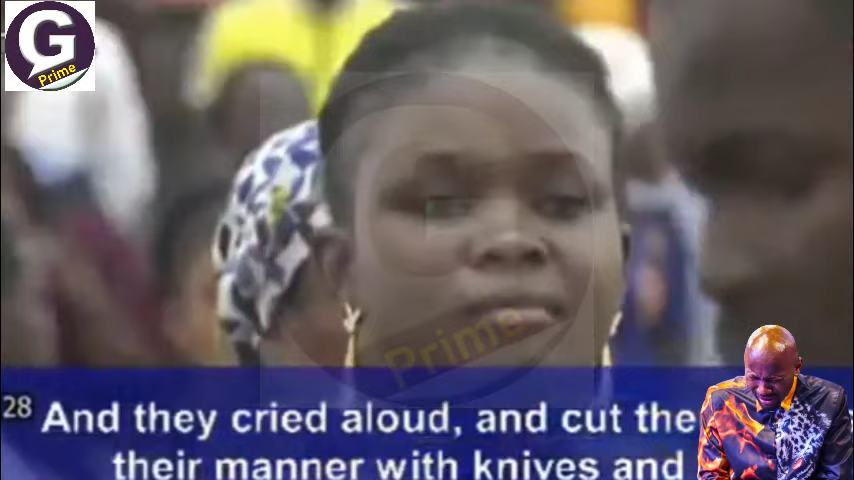 G
Prime
Prime
28 And they cried aloud, and cut the
their manner with knives and